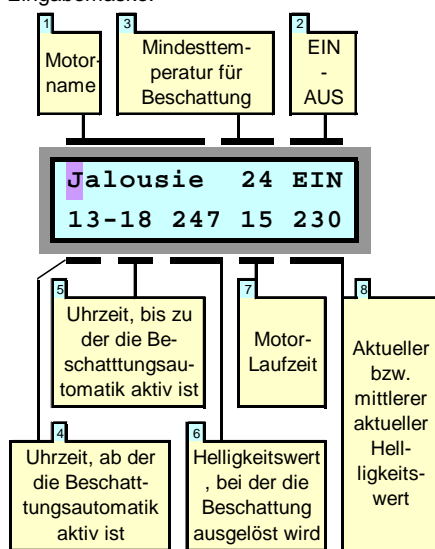 Eingabemaske:
1
Motor-
name
3
Mindesttem-
peratur für
Beschattung
2
EIN
-
AUS
Jalousie 24 EIN
13-18 247 15 230
5
Uhrzeit, bis zu
der die Be-
schatttungsau-
tomatik aktiv ist
7
Motor-
Laufzeit
8
Aktueller
bzw.
mittlerer
aktueller
Hell-
ligkeits-
wert
4
Uhrzeit, ab der
die Beschatt-
tungsautomatik
aktiv ist
6
Helligkeitswert
, bei der die
Beschattung
ausgelöst wird